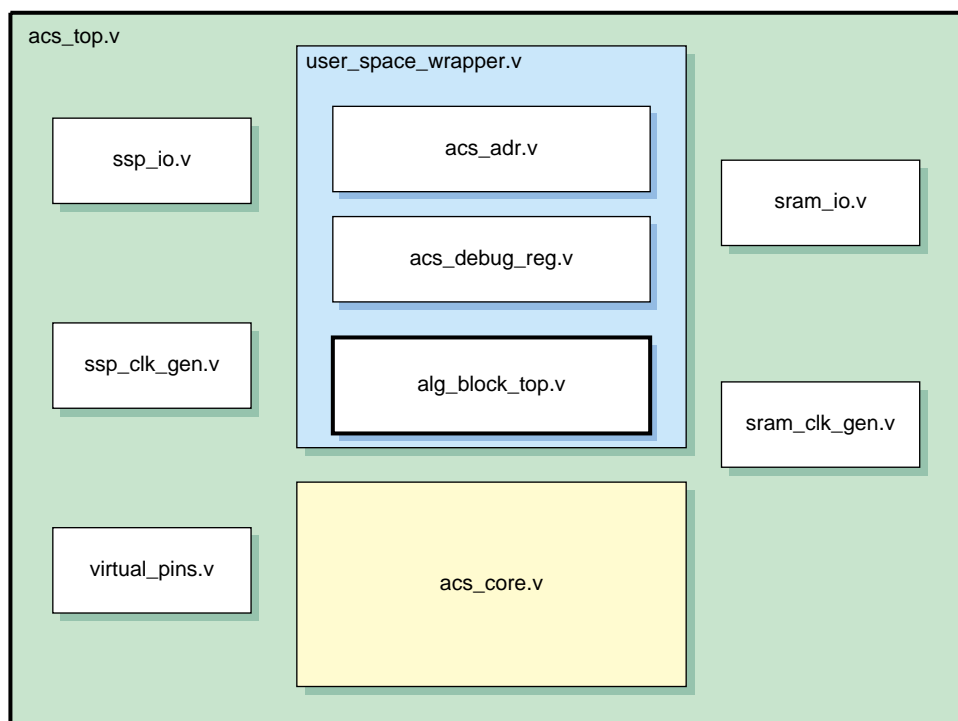 acs_top.v
user_space_wrapper.v
acs_adr.v
acs_debug_reg.v
alg_block_top.v
ssp_io.v
ssp_clk_gen.v
virtual_pins.v
sram_io.v
sram_clk_gen.v
acs_core.v